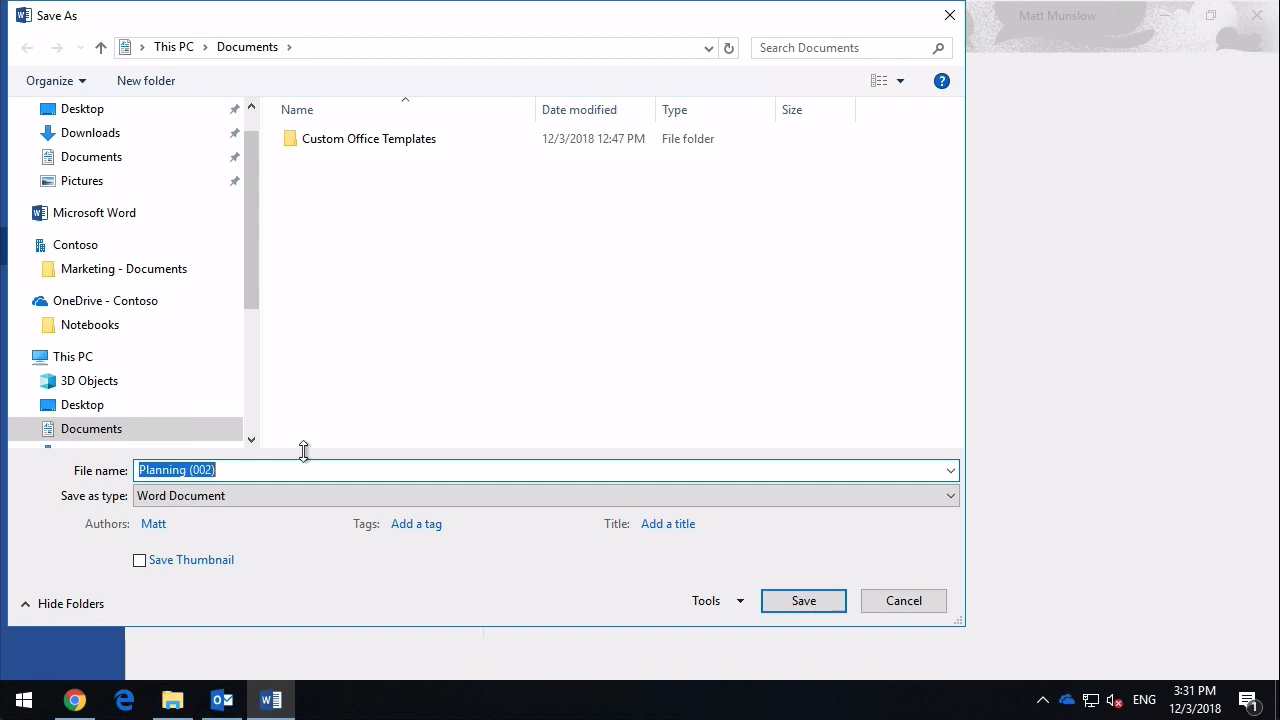 Save As
Matt Munslow
?
This PC
Documents
Search Documents
Organize
New folder
?
Desktop
Downloads
Documents
Pictures
Microsoft Word
Contoso
Marketing - Documents
OneDrive - Contoso
Notebooks
This PC
3D Objects
Desktop
Documents
Name
Date modified
Type
Size
Custom Office Templates
12/3/2018 12:47 PM
File folder
File name:
Planning (002)
Save as type:
Word Document
Authors:
Matt
Tags:
Add a tag
Title:
Add a title
Save Thumbnail
Hide Folders
Tools
Save
Cancel
ENG
3:31 PM
12/3/2018
1